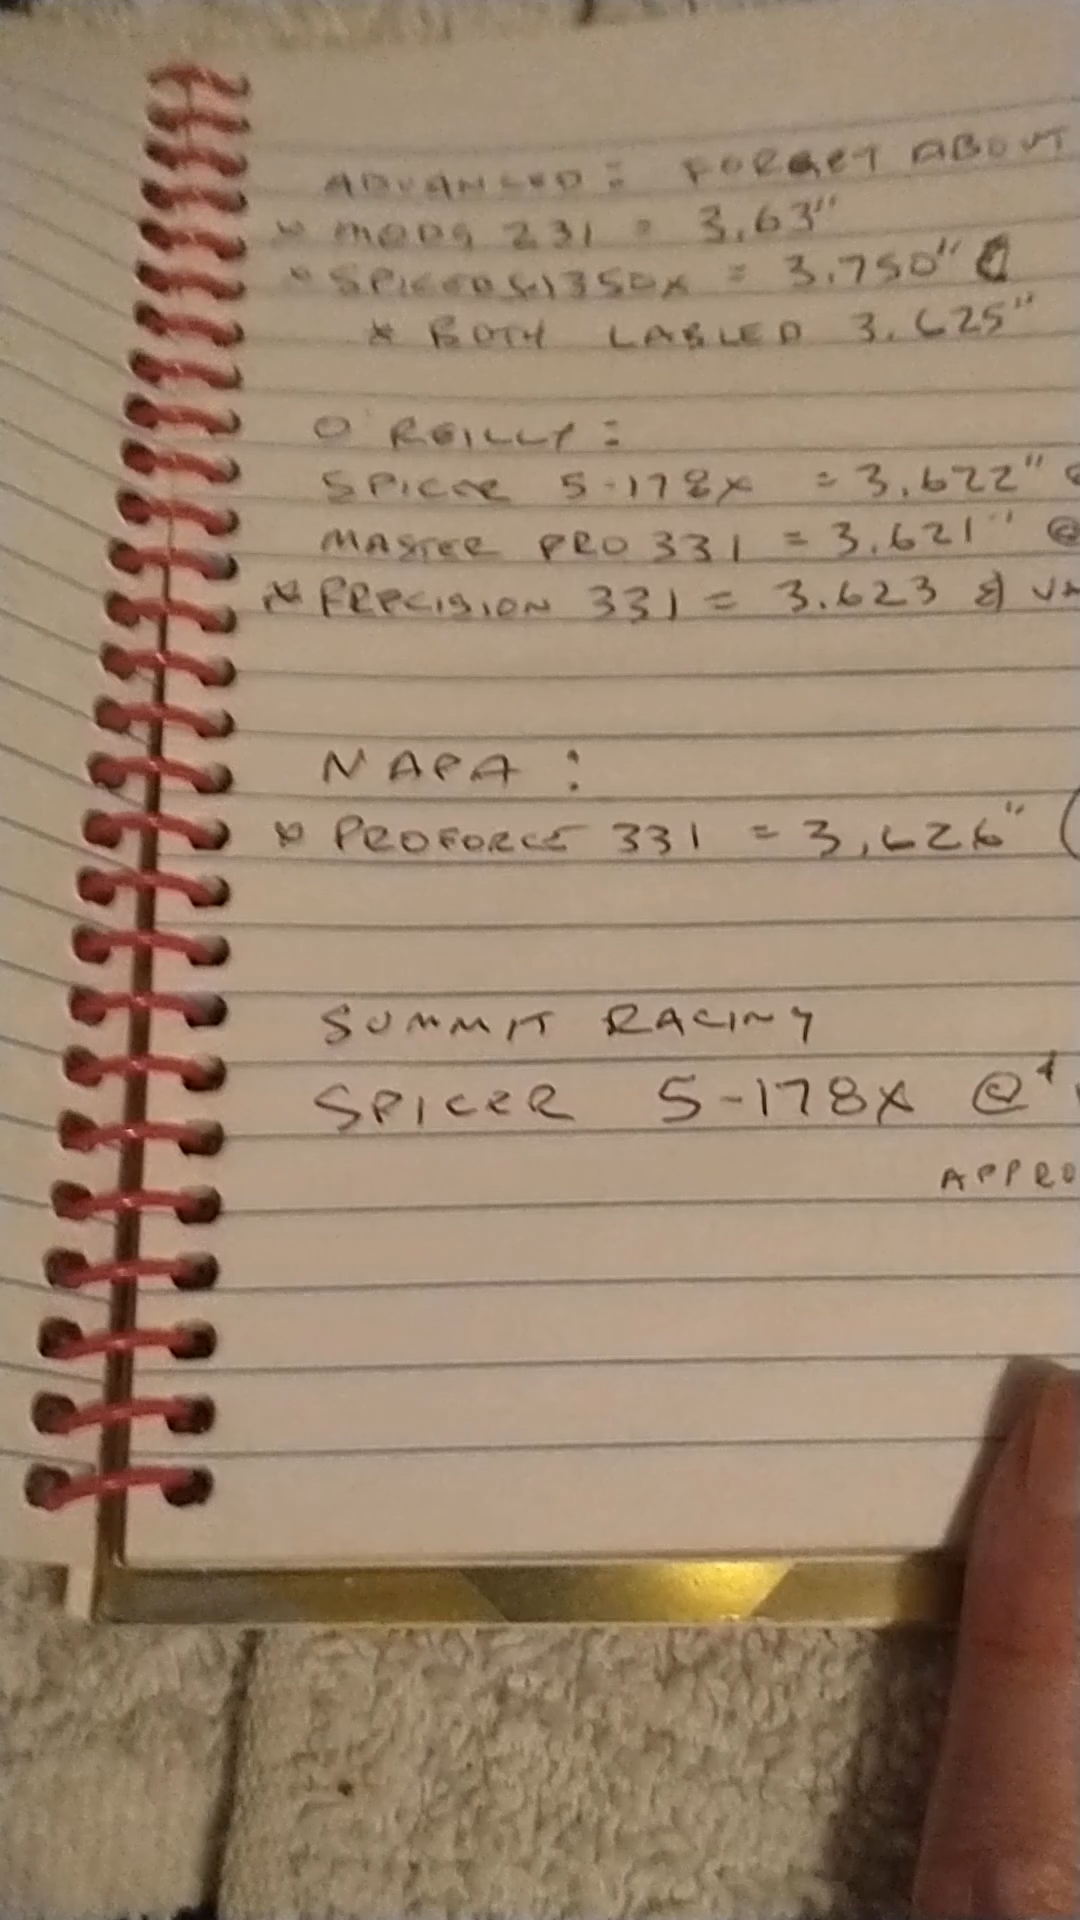 ADVANCED: FORGET ABOUT
* MOOG 231 = 3.63"
* SPICER 5-1350X = 3.750"
* BOTH LABLED 3.625"
O'REILLY:
SPICER 5-178X = 3.622"
MASTER PRO 331 = 3.621" @
* PRECISION 331 = 3.623 &
NAPA:
* PROFORCE 331 = 3.626" (
SUMMIT RACING
SPICER 5-178X @
APPRO